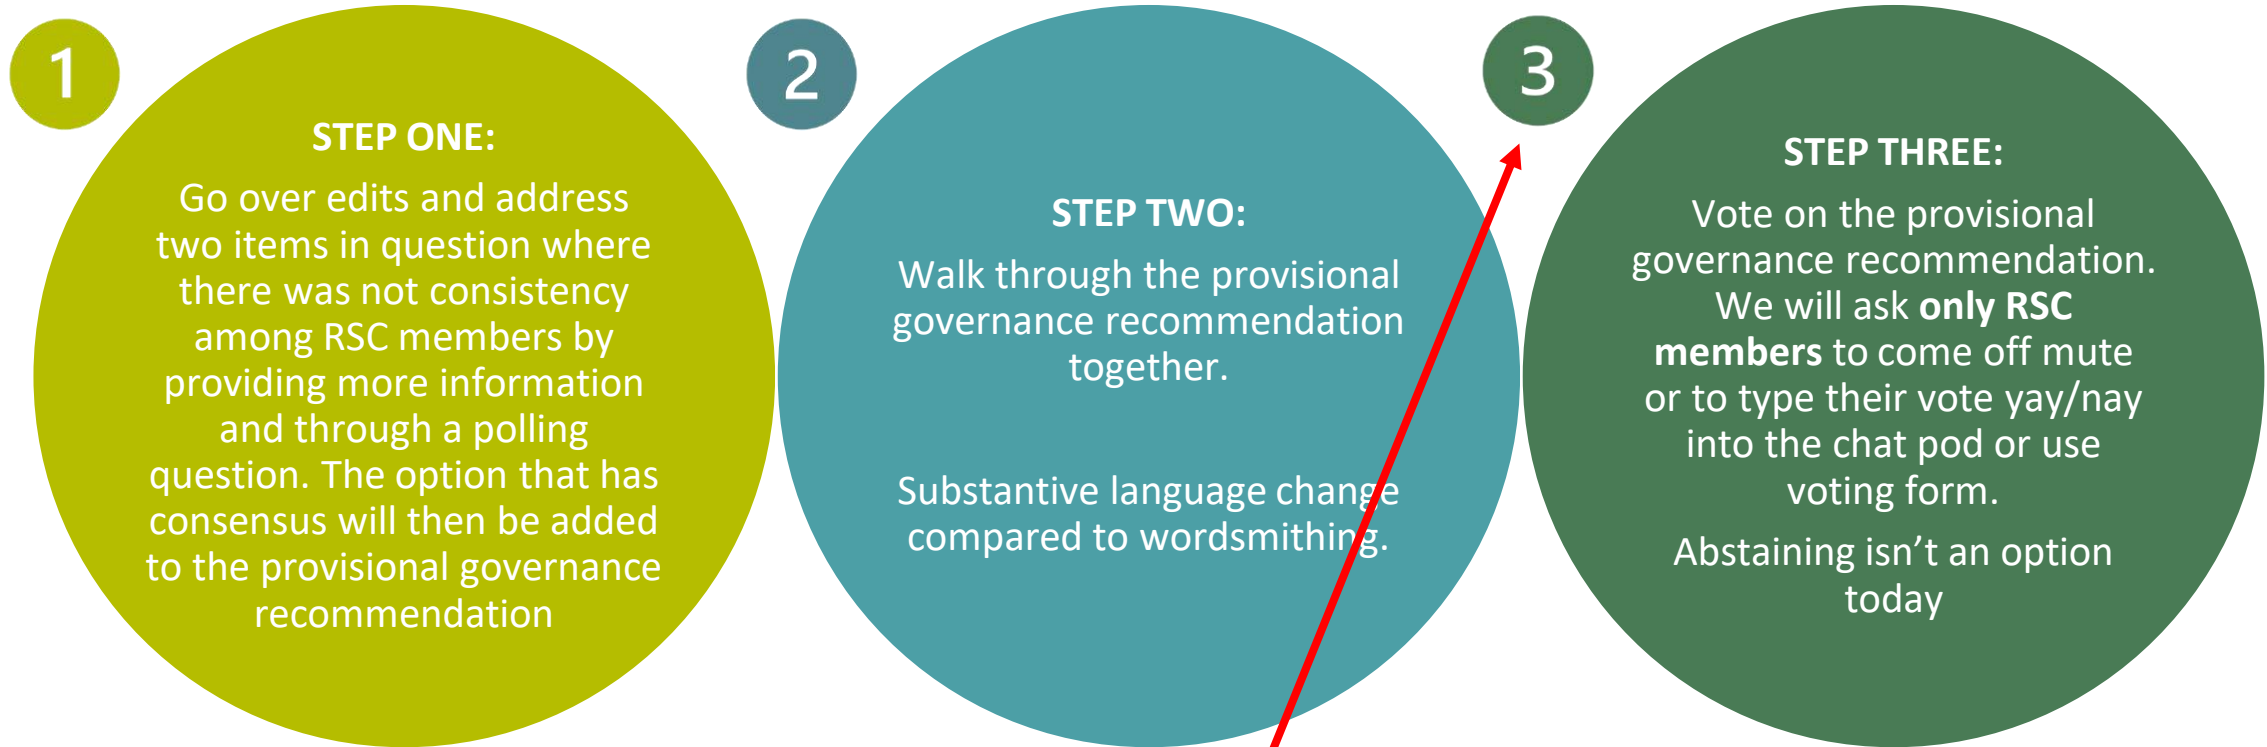 1
STEP ONE:
Go over edits and address
two items in question where
there was not consistency
among RSC members by
providing more information
and through a polling
question. The option that has
consensus will then be added
to the provisional governance
recommendation
2
STEP TWO:
Walk through the provisional
governance recommendation
together.
Substantive language change
compared to wordsmithing.
3
STEP THREE:
Vote on the provisional
governance recommendation.
We will ask only RSC
members to come off mute
or to type their vote yay/nay
into the chat pod or use
voting form.
Abstaining isn’t an option
today